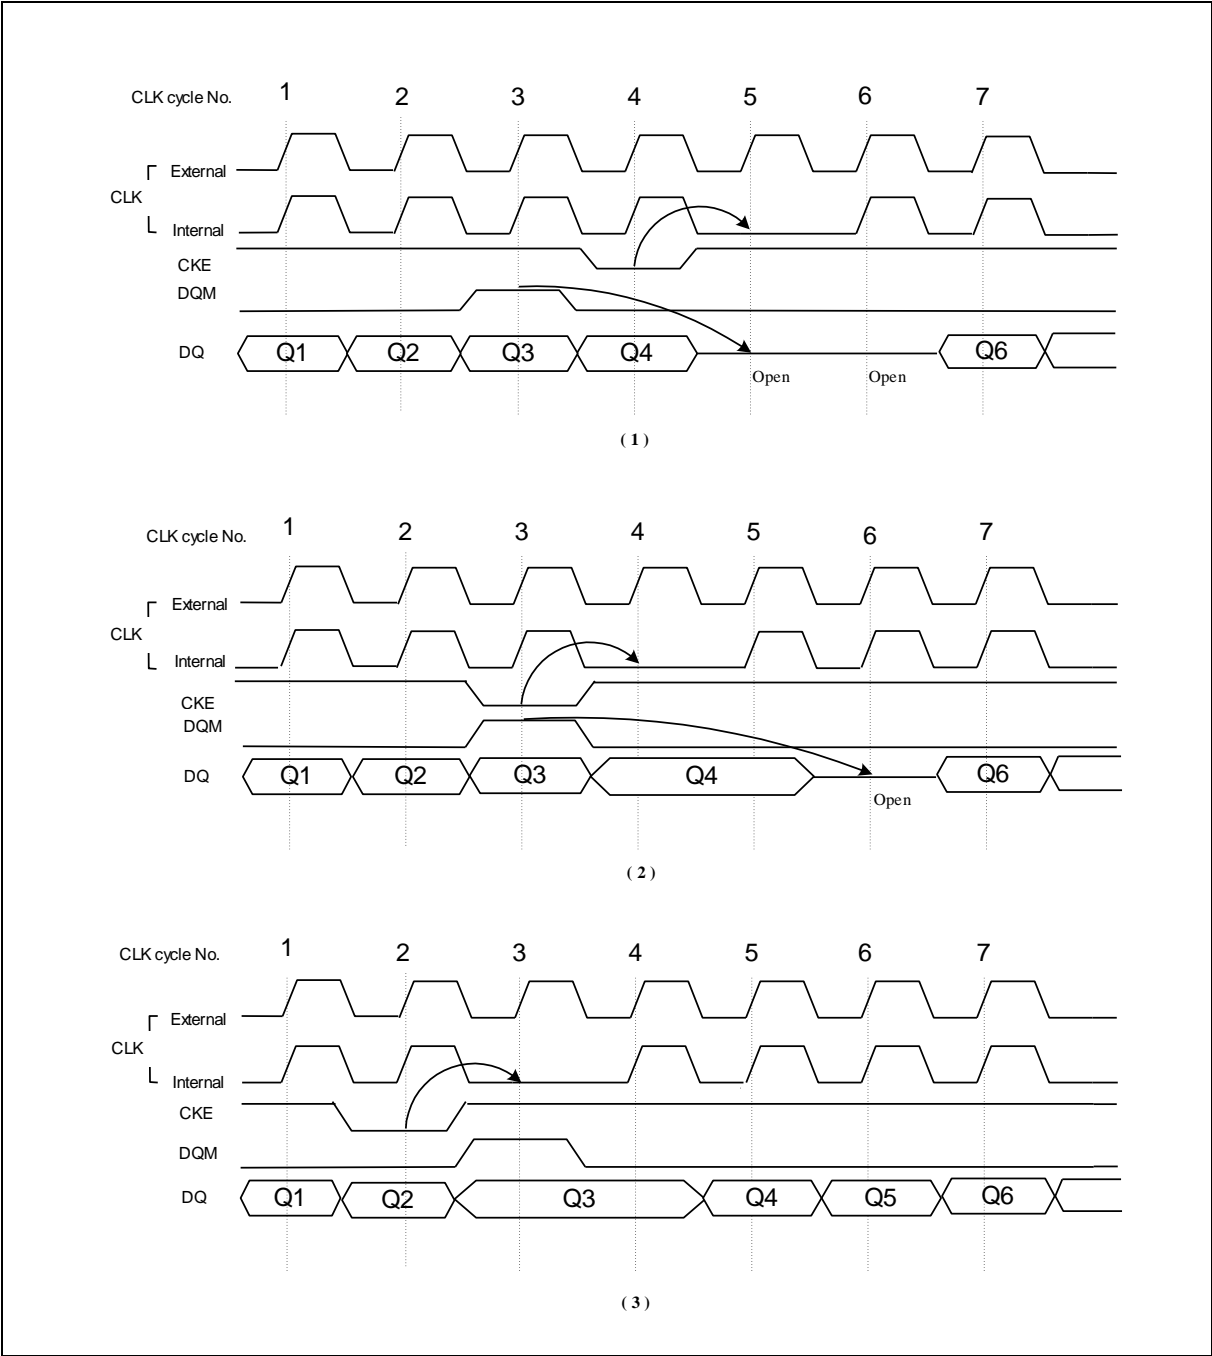 CLK cycle No. 1 2 3 4 5 6 7
External
CLK
Internal
CKE
DQM
DQ Q1 Q2 Q3 Q4 Q6
Open Open
( 1 )
CLK cycle No. 1 2 3 4 5 6 7
External
CLK
Internal
CKE
DQM
DQ Q1 Q2 Q3 Q4 Q6
Open
( 2 )
CLK cycle No. 1 2 3 4 5 6 7
External
CLK
Internal
CKE
DQM
DQ Q1 Q2 Q3 Q4 Q5 Q6
( 3 )